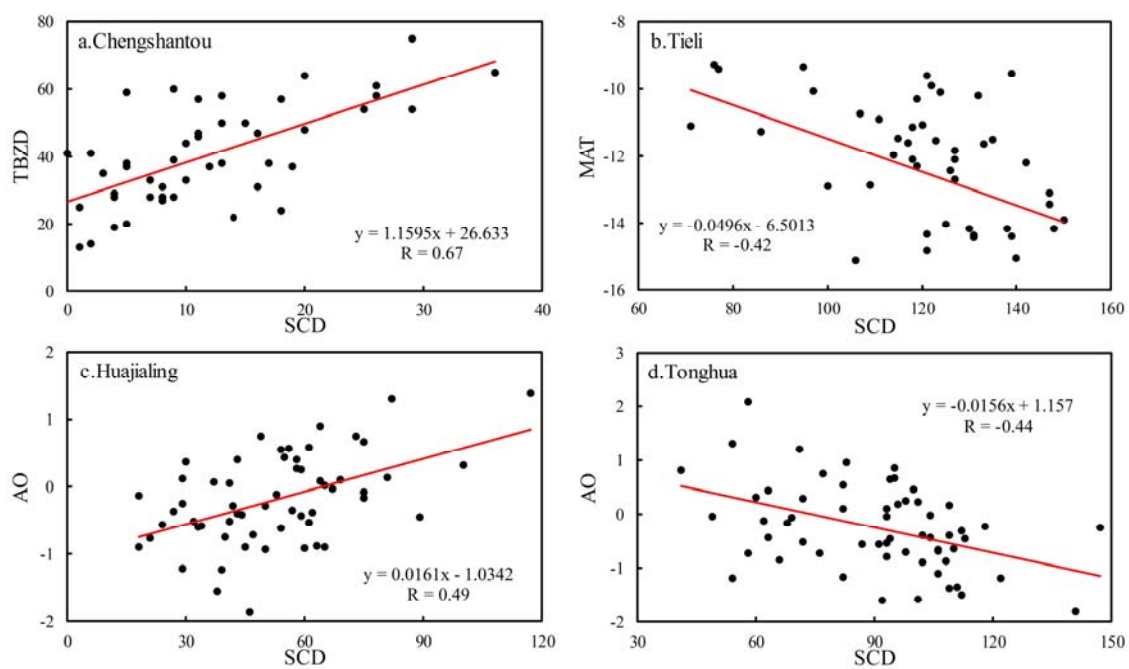 a.Chengshantou
TBZD
80
60
40
20
0
y = 1.1595x + 26.633
R = 0.67
0 10 20 30 40
SCD
b.Tieli
MAT
-8
-10
-12
-14
-16
y = -0.0496x - 6.5013
R = -0.42
60 80 100 120 140 160
SCD
c.Huajialing
AO
2
1
0
-1
-2
y = 0.0161x - 1.0342
R = 0.49
0 30 60 90 120
SCD
d.Tonghua
AO
3
2
1
0
-1
-2
y = -0.0156x + 1.157
R = -0.44
30 60 90 120 150
SCD